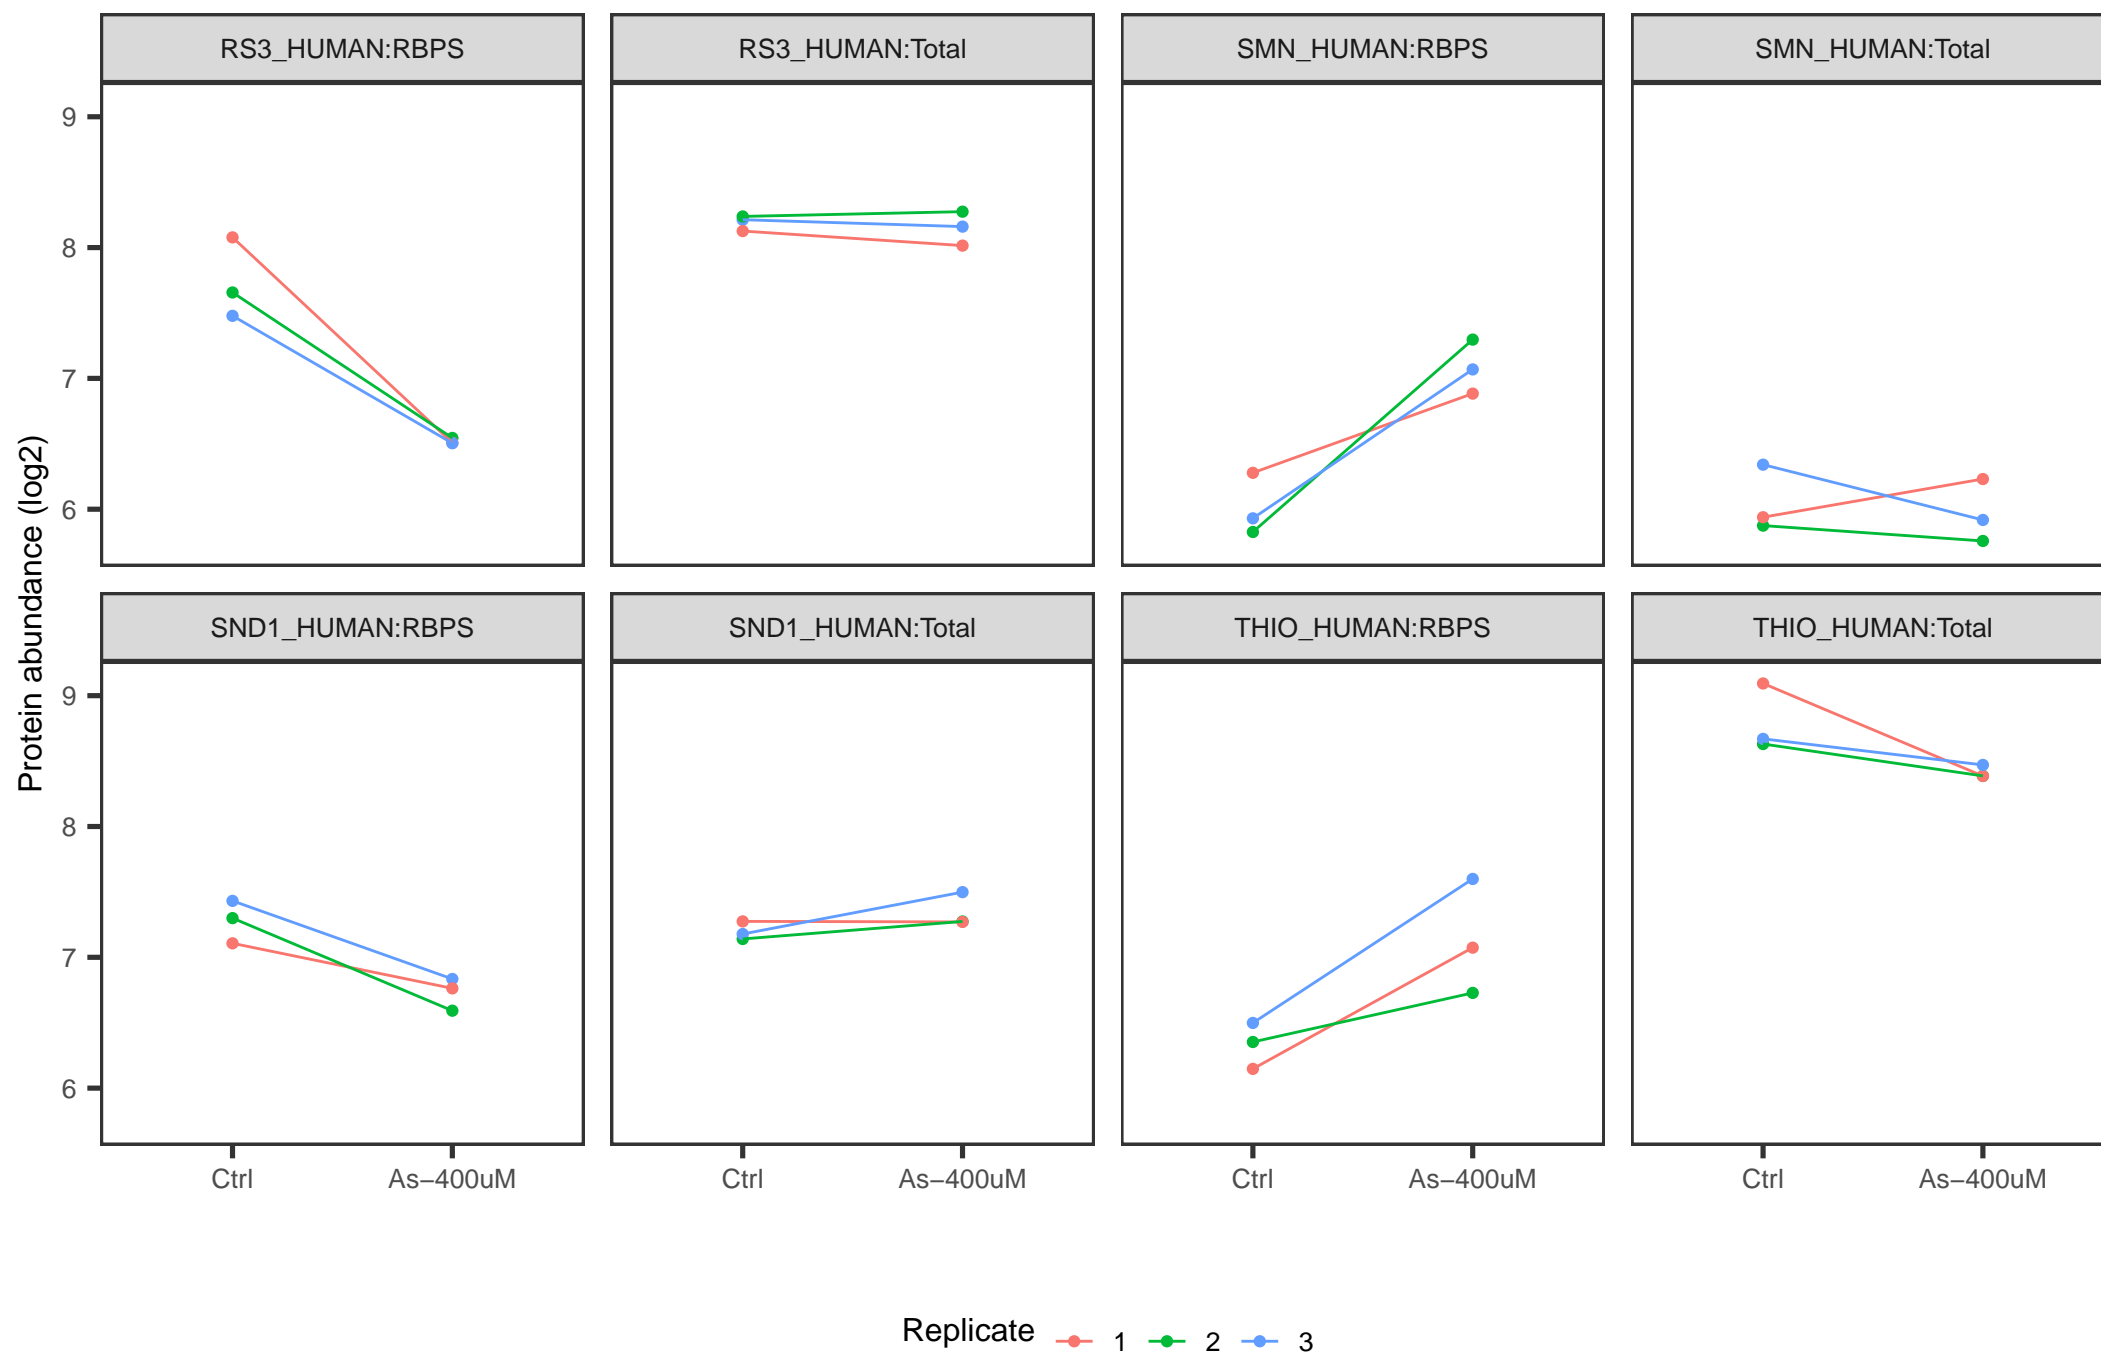 RS3_HUMAN:RBPS
RS3_HUMAN:Total
SMN_HUMAN:RBPS
SMN_HUMAN:Total
9
8
7
6
Protein abundance (log2)
SND1_HUMAN:RBPS
SND1_HUMAN:Total
THIO_HUMAN:RBPS
THIO_HUMAN:Total
9
8
7
6
Ctrl
As−400uM
Ctrl
As−400uM
Ctrl
As−400uM
Ctrl
As−400uM
Replicate 1 2 3